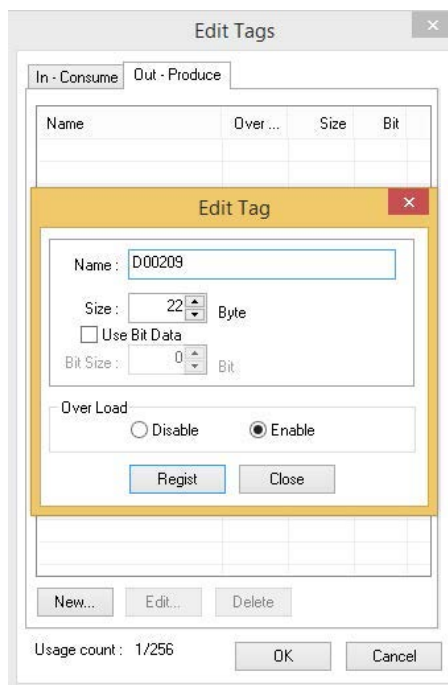 Edit Tags
In - Consume Out - Produce
Name Over ... Size Bit
Edit Tag
Name : D00209
Size : 22 Byte
Use Bit Data
Bit Size : 0 Bit
Over Load
Disable Enable
Regist Close
New... Edit... Delete
Usage count : 1/256 OK Cancel